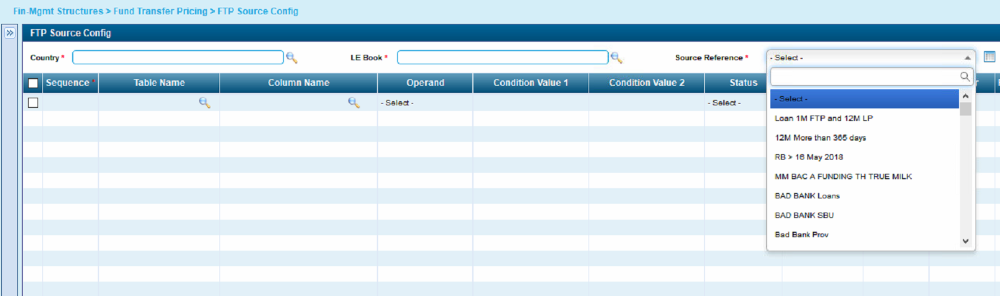 Fin-Mgmt Structures > Fund Transfer Pricing > FTP Source Config
FTP Source Config
Country * LE Book * Source Reference * - Select -
Sequence * Table Name Column Name Operand Condition Value 1 Condition Value 2 Status
- Select - - Select -
- Select -
Loan 1M FTP and 12M LP
12M More than 365 days
RB > 16 May 2018
MM BAC A FUNDING TH TRUE MILK
BAD BANK Loans
BAD BANK SBU
Bad Bank Prov